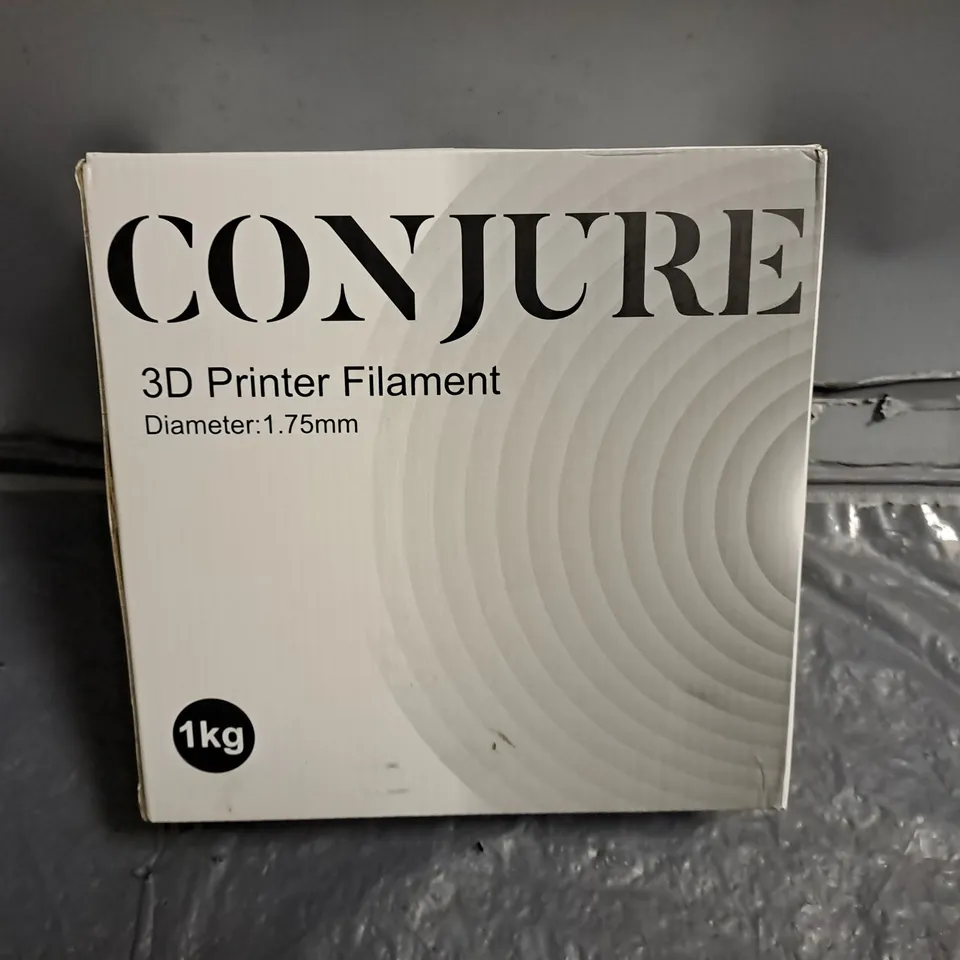 CONJURE
3D Printer Filament
Diameter:1.75mm
1kg